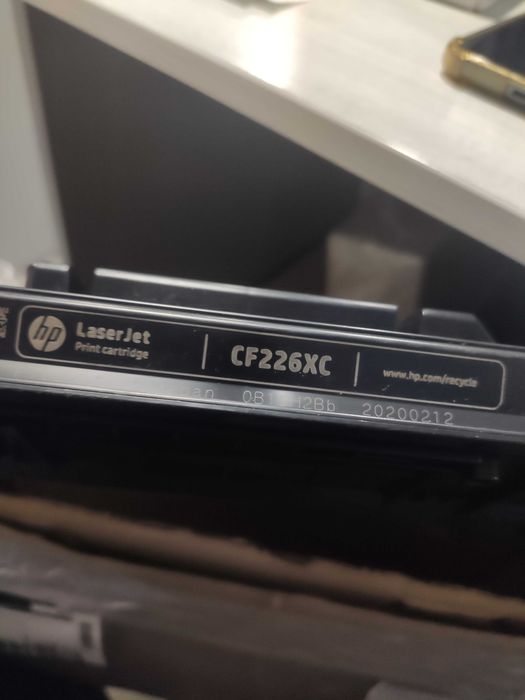 hp
LaserJet
Print cartridge
CF226XC
www.hp.com/recycle
20200212